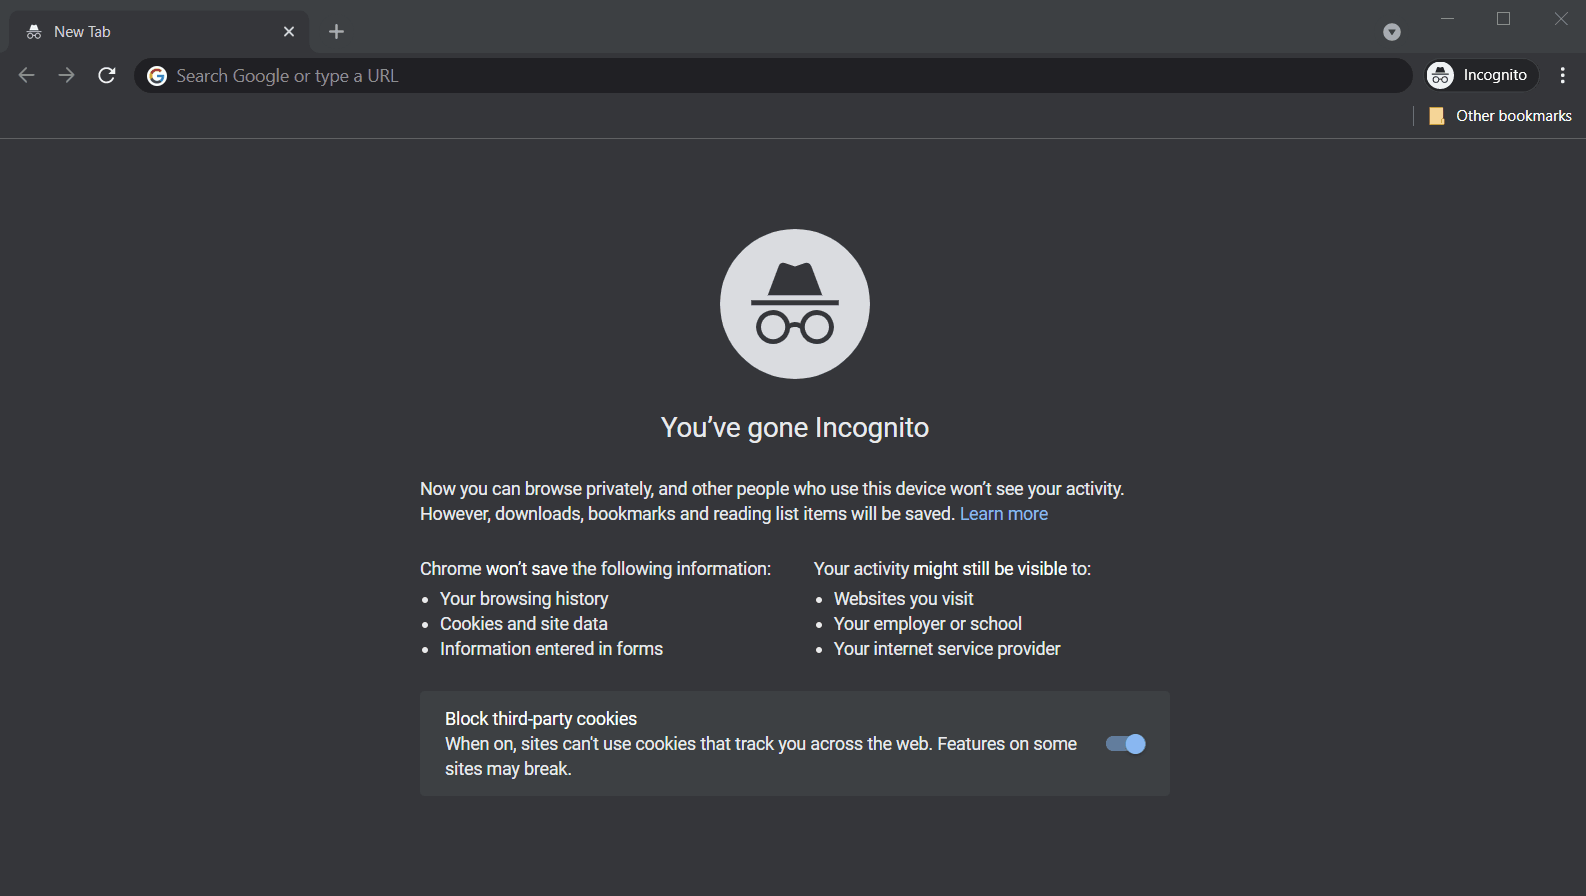 New Tab
Search Google or type a URL
Incognito
Other bookmarks
You’ve gone Incognito
Now you can browse privately, and other people who use this device won’t see your activity.
However, downloads, bookmarks and reading list items will be saved. Learn more
Chrome won’t save the following information:
Your browsing history
Cookies and site data
Information entered in forms
Your activity might still be visible to:
Websites you visit
Your employer or school
Your internet service provider
Block third-party cookies
When on, sites can't use cookies that track you across the web. Features on some
sites may break.